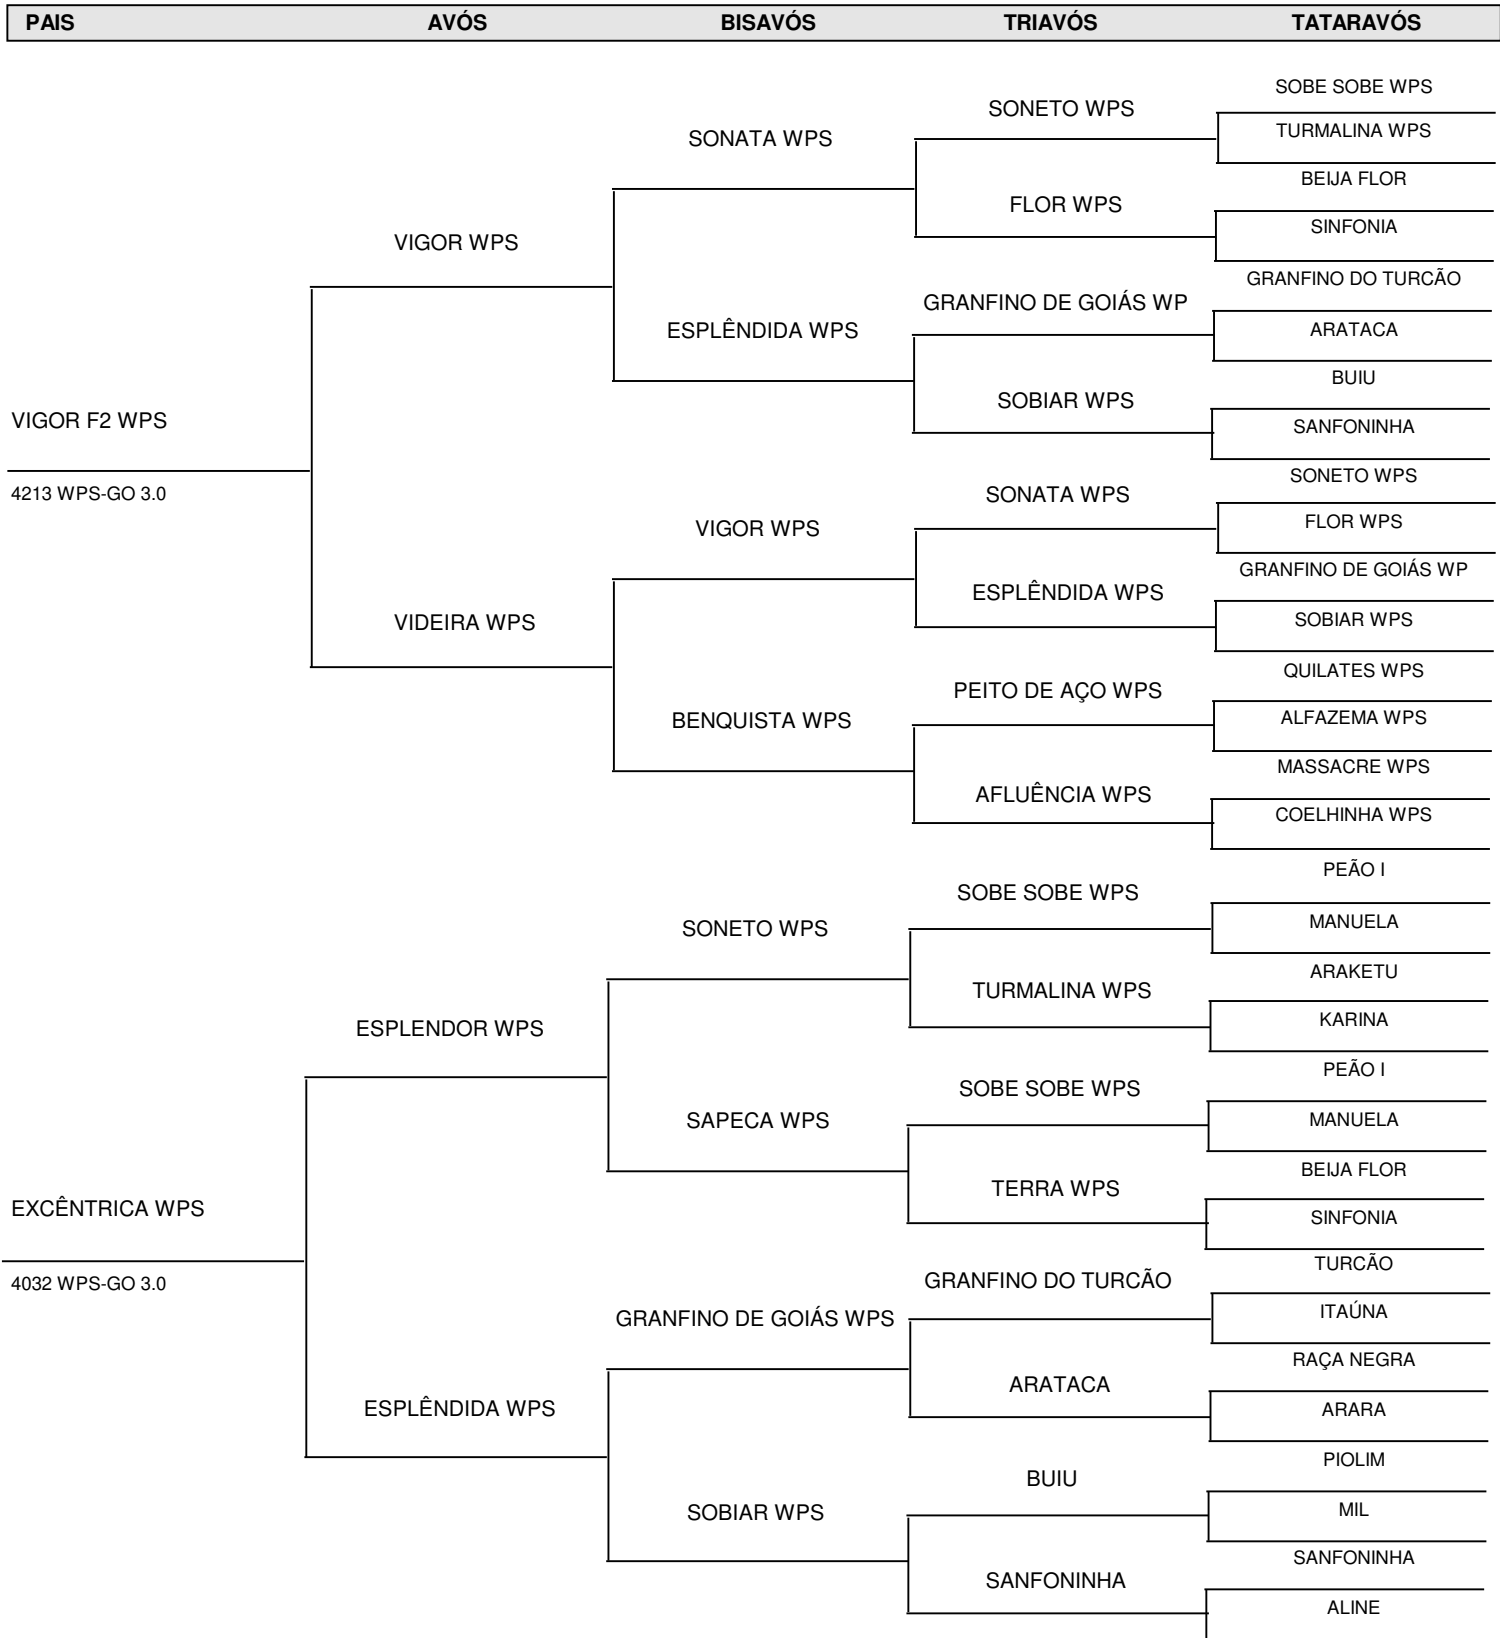 PAIS AVÓS BISAVÓS TRIAVÓS TATARAVÓS
SOBE SOBE WPS
SONETO WPS
TURMALINA WPS
SONATA WPS
BEIJA FLOR
FLOR WPS
SINFONIA
VIGOR WPS
GRANFINO DO TURCÃO
GRANFINO DE GOIÁS WP
ARATACA
ESPLÊNDIDA WPS
BUIU
SOBIAR WPS
SANFONINHA
VIGOR F2 WPS
4213 WPS-GO 3.0
SONETO WPS
SONATA WPS
FLOR WPS
VIGOR WPS
GRANFINO DE GOIÁS WP
ESPLÊNDIDA WPS
SOBIAR WPS
VIDEIRA WPS
QUILATES WPS
PEITO DE AÇO WPS
ALFAZEMA WPS
BENQUISTA WPS
MASSACRE WPS
AFLUÊNCIA WPS
COELHINHA WPS
PEÃO I
SOBE SOBE WPS
MANUELA
SONETO WPS
ARAKETU
TURMALINA WPS
KARINA
ESPLENDOR WPS
PEÃO I
SOBE SOBE WPS
MANUELA
SAPECA WPS
BEIJA FLOR
TERRA WPS
SINFONIA
EXCÊNTRICA WPS
4032 WPS-GO 3.0
TURCÃO
GRANFINO DO TURCÃO
ITAÚNA
GRANFINO DE GOIÁS WPS
RAÇA NEGRA
ARATACA
ARARA
ESPLÊNDIDA WPS
PIOLIM
BUIU
MIL
SOBIAR WPS
SANFONINHA
SANFONINHA
ALINE